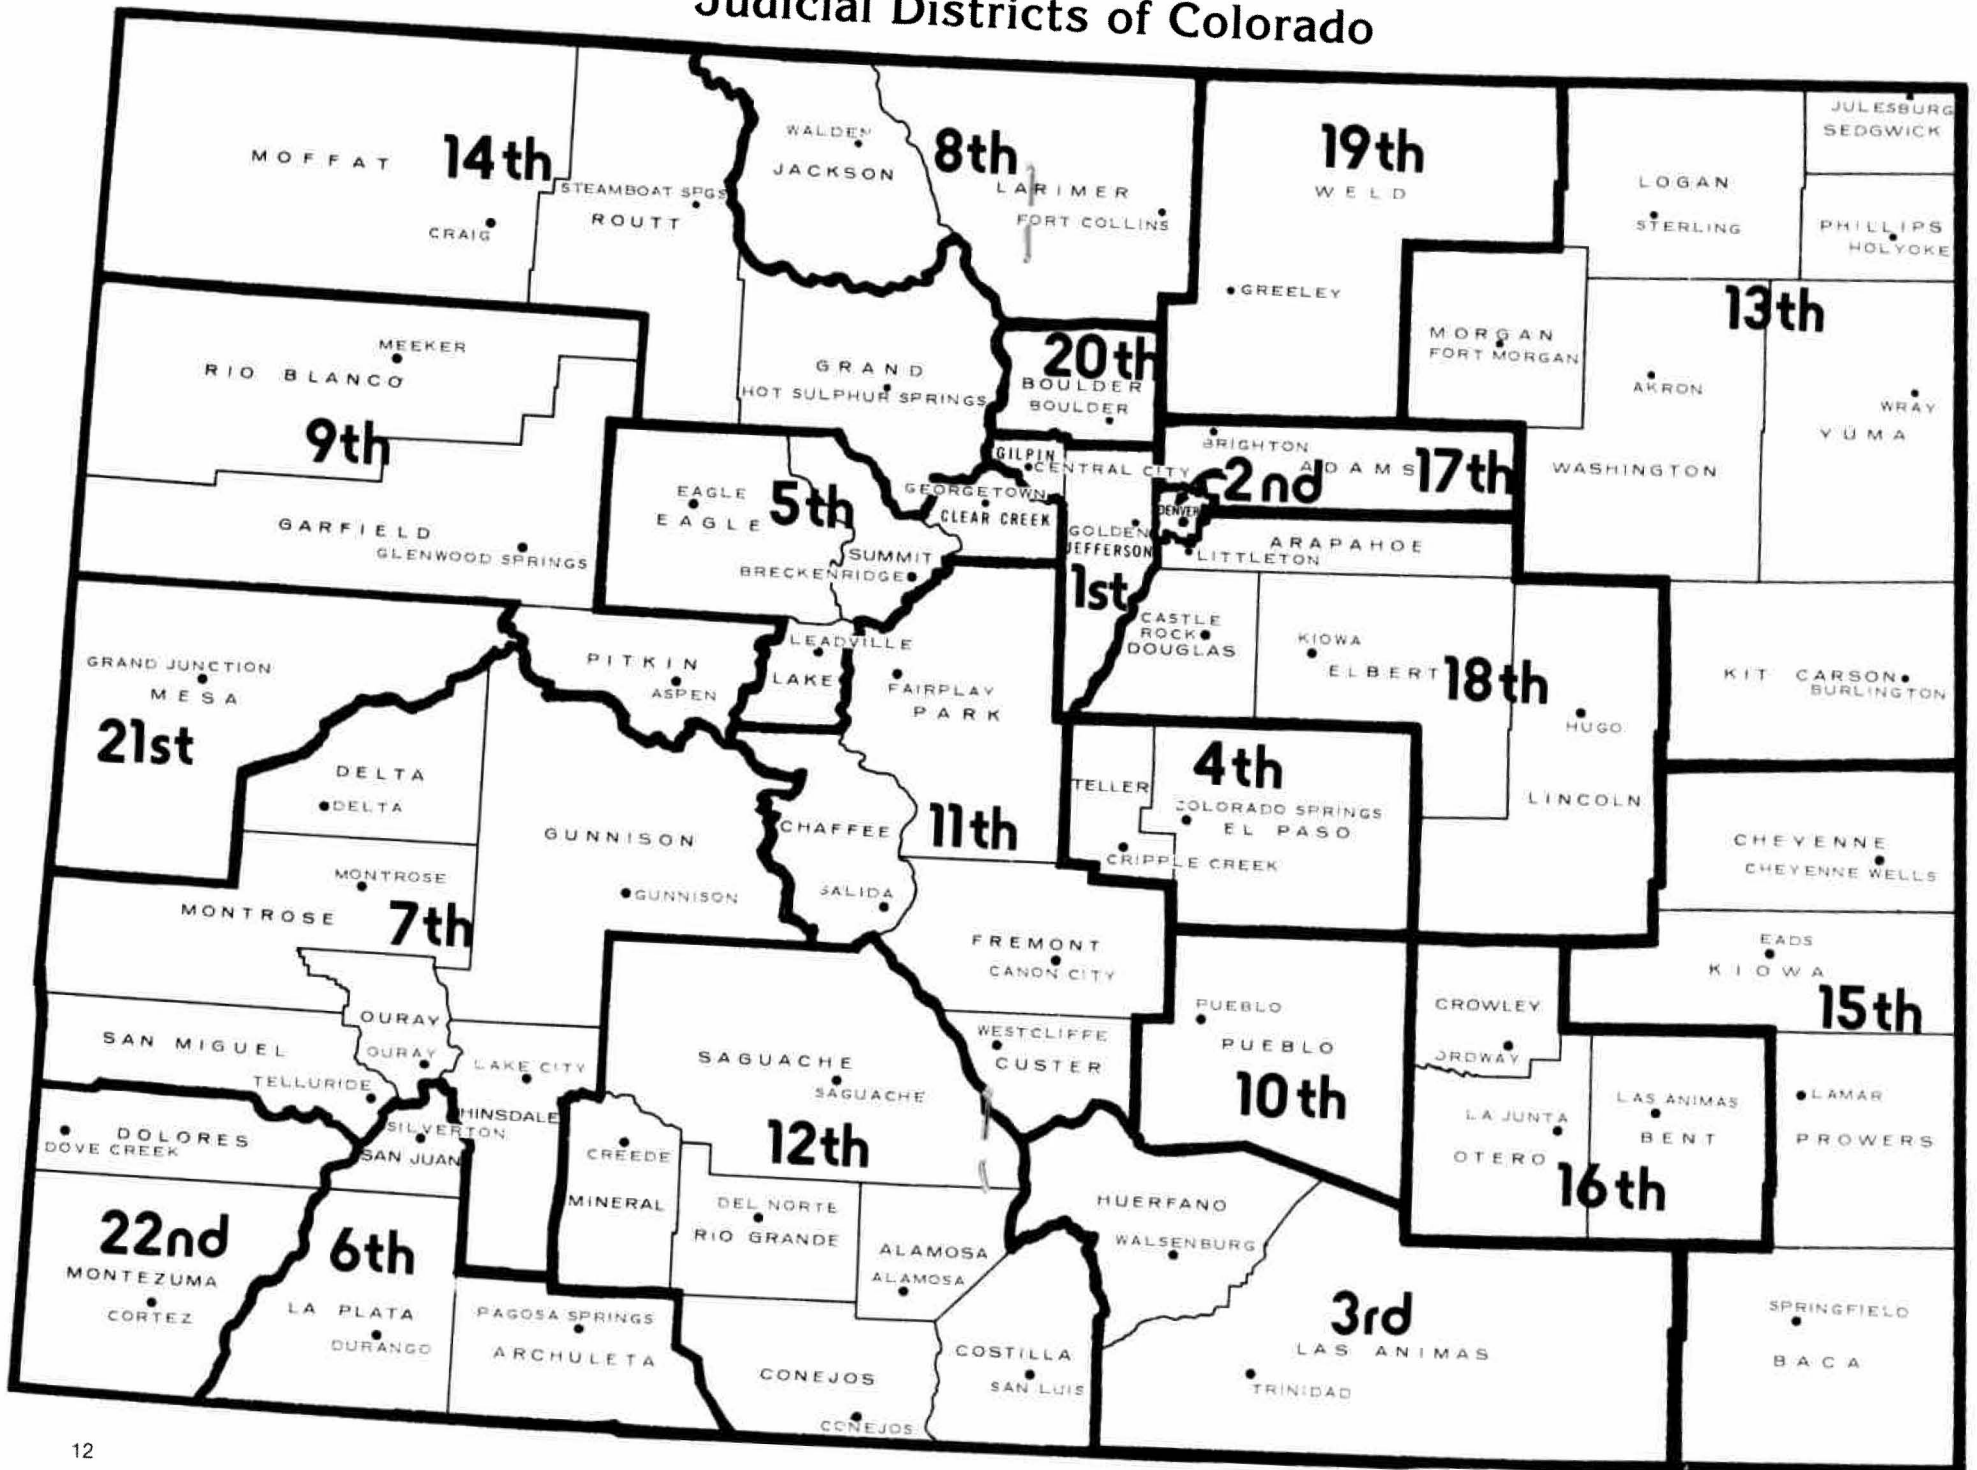 Judicial Districts of Colorado
JULESBURG
SEDGWICK
WALDEN
JACKSON
8th
19th
MOFFAT
14th
LARIMER
WELD
LOGAN
STEAMBOAT SPGS
ROUTT
FORT COLLINS
STERLING
PHILLIPS
HOLYOKE
CRAIG
GREELEY
13th
MORGAN
FORT MORGAN
MEEKER
RIO BLANCO
GRAND
HOT SULPHUR SPRINGS
20th
BOULDER
BOULDER
AKRON
WRAY
YUMA
9th
BRIGHTON
ADAMS
17th
WASHINGTON
GILPIN
CENTRAL CITY
2nd
EAGLE
EAGLE
5th
GEORGETOWN
CLEAR CREEK
DENVER
GARFIELD
GLENWOOD SPRINGS
GOLDEN
JEFFERSON
ARAPAHOE
LITTLETON
SUMMIT
BRECKENRIDGE
1st
CASTLE
ROCK
DOUGLAS
KIOWA
ELBERT
18th
LEADVILLE
LAKE
GRAND JUNCTION
MESA
21st
PITKIN
ASPEN
FAIRPLAY
PARK
HUGO
LINCOLN
KIT CARSON
BURLINGTON
DELTA
DELTA
TELLER
4th
COLORADO SPRINGS
EL PASO
CRIPPLE CREEK
GUNNISON
GUNNISON
CHAFFEE
SALIDA
11th
CHEYENNE
CHEYENNE WELLS
MONTROSE
MONTROSE
7th
FREMONT
CANON CITY
EADS
KIOWA
15th
OURAY
OURAY
SAN MIGUEL
TELLURIDE
LAKE CITY
HINSDALE
SAGUACHE
SAGUACHE
WESTCLIFFE
CUSTER
PUEBLO
PUEBLO
10th
CROWLEY
ORDWAY
LAS ANIMAS
BENT
LAMAR
PROWERS
DOLORES
DOVE CREEK
SILVERTON
SAN JUAN
CREEDE
MINERAL
12th
LA JUNTA
OTERO
16th
22nd
MONTEZUMA
CORTEZ
6th
LA PLATA
DURANGO
DEL NORTE
RIO GRANDE
ALAMOSA
ALAMOSA
HUERFANO
WALSENBURG
PAGOSA SPRINGS
ARCHULETA
CONEJOS
CONEJOS
COSTILLA
SAN LUIS
3rd
LAS ANIMAS
TRINIDAD
SPRINGFIELD
BACA
12